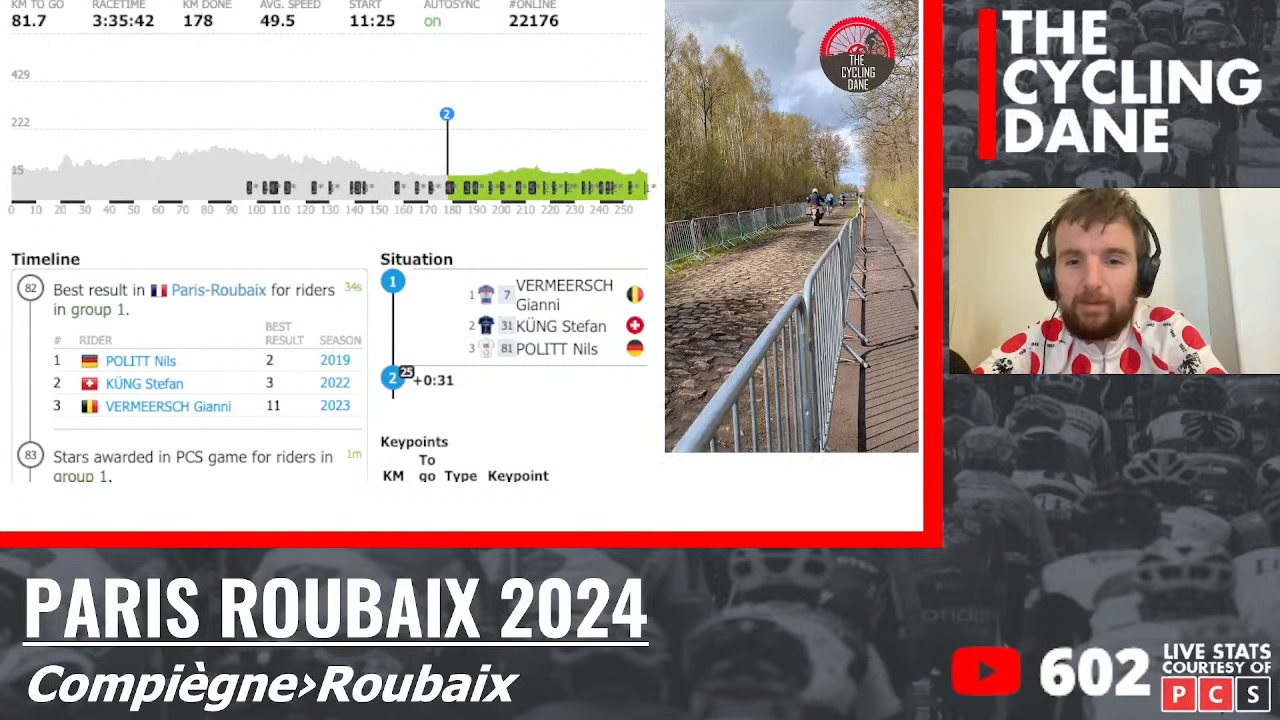 KM TO GO RACETIME KM DONE AVG. SPEED START AUTOSYNC #ONLINE
81.7 3:35:42 178 49.5 11:25 on 22176
429
222
15
2
0 10 20 30 40 50 60 70 80 90 100 110 120 130 140 150 160 170 180 190 200 210 220 230 240 250
Timeline
82 Best result in Paris-Roubaix for riders 34s
in group 1.
BEST
# RIDER RESULT SEASON
1 POLITT Nils 2 2019
2 KÜNG Stefan 3 2022
3 VERMEERSCH Gianni 11 2023
83 Stars awarded in PCS game for riders in 1m
group 1.
Situation
1
1 7 VERMEERSCH
Gianni
2 31 KÜNG Stefan
3 81 POLITT Nils
2 25 +0:31
Keypoints
To
KM go Type Keypoint
THE
CYCLING
DANE
THE
CYCLING
DANE
PARIS ROUBAIX 2024
Compiègne›Roubaix
602
LIVE STATS
COURTESY OF
PCS